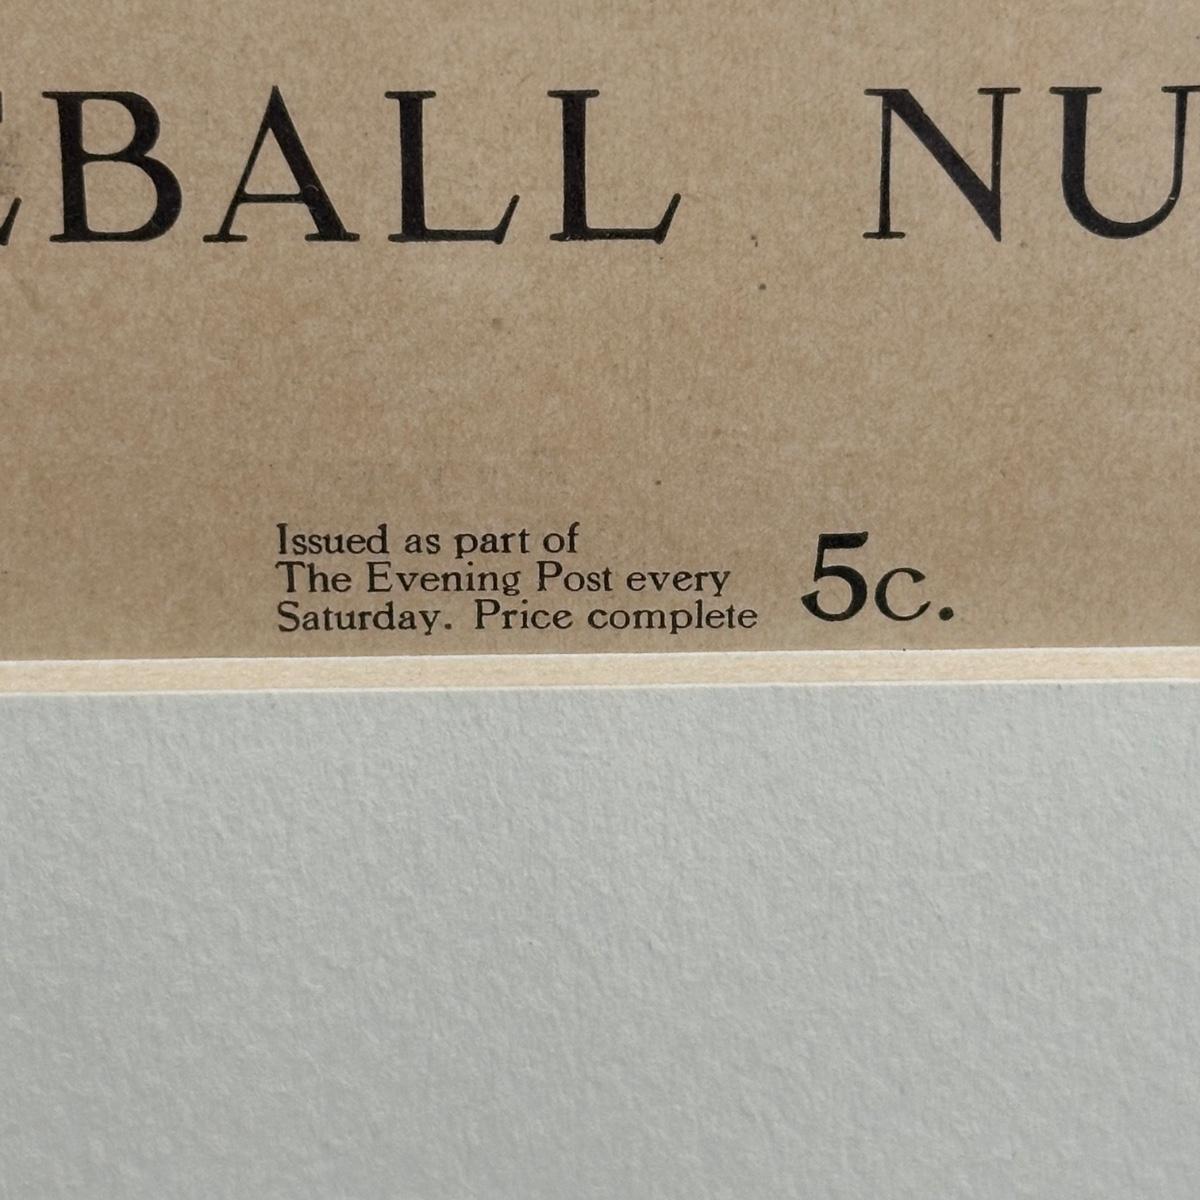 EBALL NU
Issued as part of
The Evening Post every
Saturday. Price complete 5c.